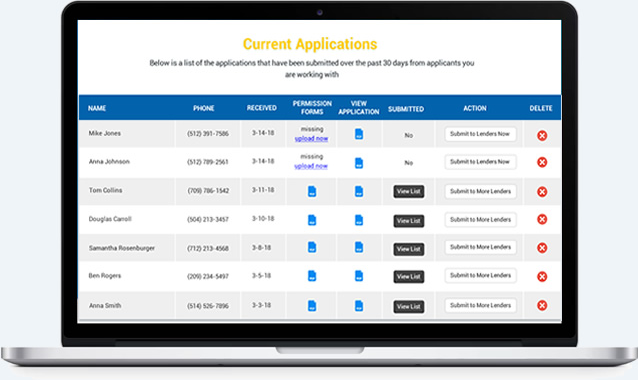 Current Applications
Below is a list of the applications that have been submitted over the past 30 days from applicants you
are working with
NAME PHONE RECEIVED PERMISSION FORMS VIEW APPLICATION SUBMITTED ACTION DELETE
Mike Jones (512) 391-7586 3-14-18 missing upload now No Submit to Lenders Now
Anna Johnson (512) 789-2561 3-14-18 missing upload now No Submit to Lenders Now
Tom Collins (709) 786-1542 3-11-18 View List Submit to More Lenders
Douglas Canoll (504) 213-3457 3-10-18 View List Submit to More Lenders
Samantha Rosenburger (712) 213-4568 3-8-18 View List Submit to More Lenders
Ben Rogers (209) 234-5497 3-5-18 View List Submit to More Lenders
Anna Smith (514) 526-7896 3-3-18 View List Submit to More Lenders